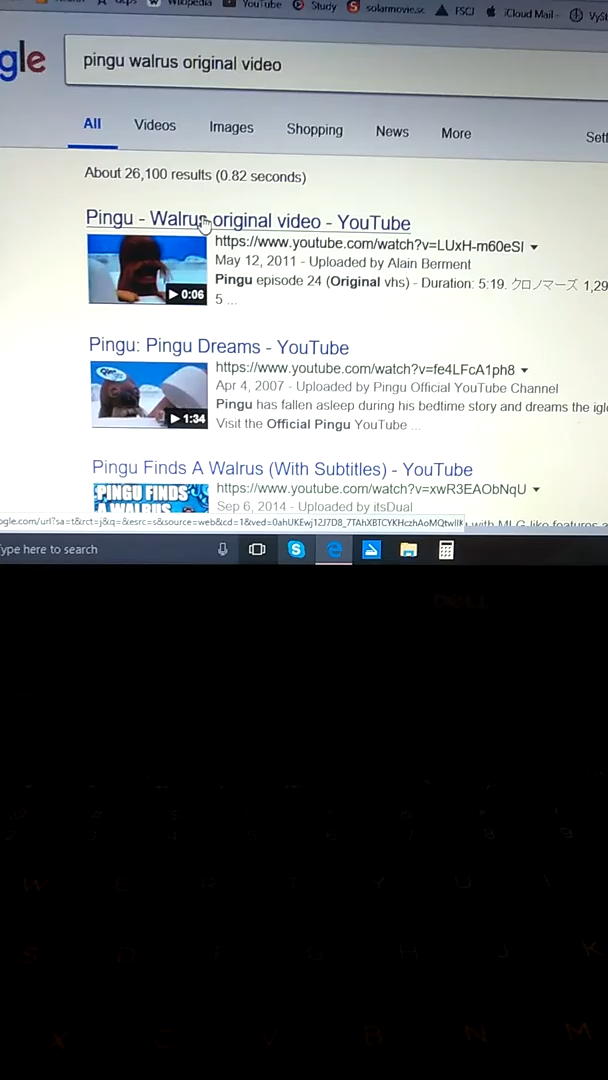 Wikipedia YouTube Study solarmovie.sc FSCJ iCloud Mail -
gle pingu walrus original video
All Videos Images Shopping News More
About 26,100 results (0.82 seconds)
Pingu - Walrus original video - YouTube
https://www.youtube.com/watch?v=LUxH-m60eSI
May 12, 2011 - Uploaded by Alain Berment
Pingu episode 24 (Original vhs) - Duration: 5:19. クロノマーズ 1,29
5 ...
0:06
Pingu: Pingu Dreams - YouTube
https://www.youtube.com/watch?v=fe4LFcA1ph8
Apr 4, 2007 - Uploaded by Pingu Official YouTube Channel
Pingu has fallen asleep during his bedtime story and dreams the igl
Visit the Official Pingu YouTube ...
1:34
Pingu Finds A Walrus (With Subtitles) - YouTube
https://www.youtube.com/watch?v=xwR3EAObNqU
Sep 6, 2014 - Uploaded by itsDual
PINGU FINDS
A WALRUS
ype here to search
DELL